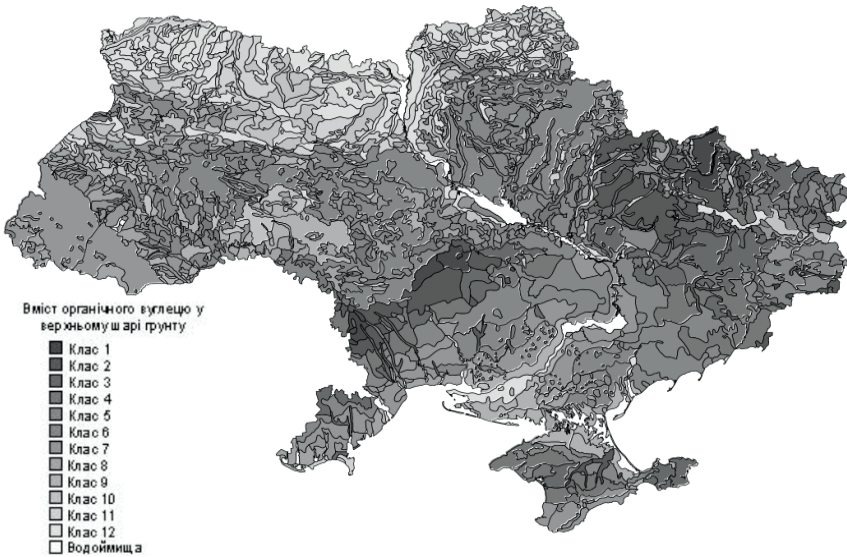 Вміст органічного вуглецю у
верхньому шарі ґрунту
Клас 1
Клас 2
Клас 3
Клас 4
Клас 5
Клас 6
Клас 7
Клас 8
Клас 9
Клас 10
Клас 11
Клас 12
Водоймища